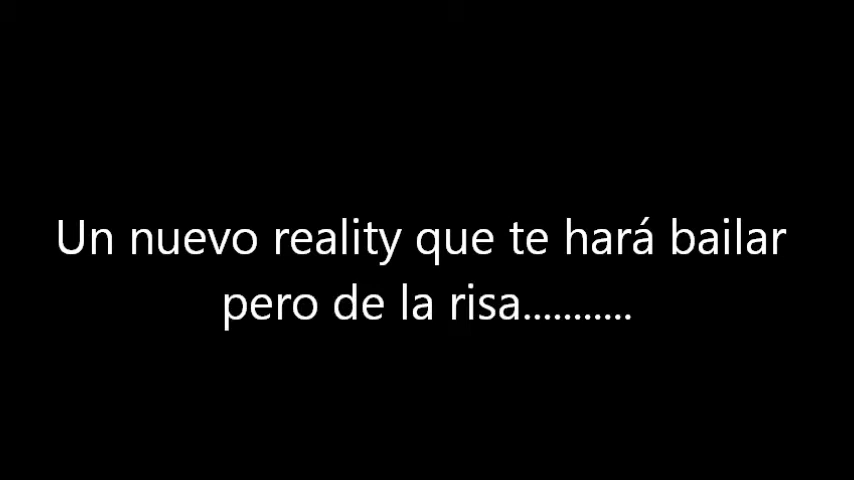 Un nuevo reality que te hará bailar
pero de la risa...........